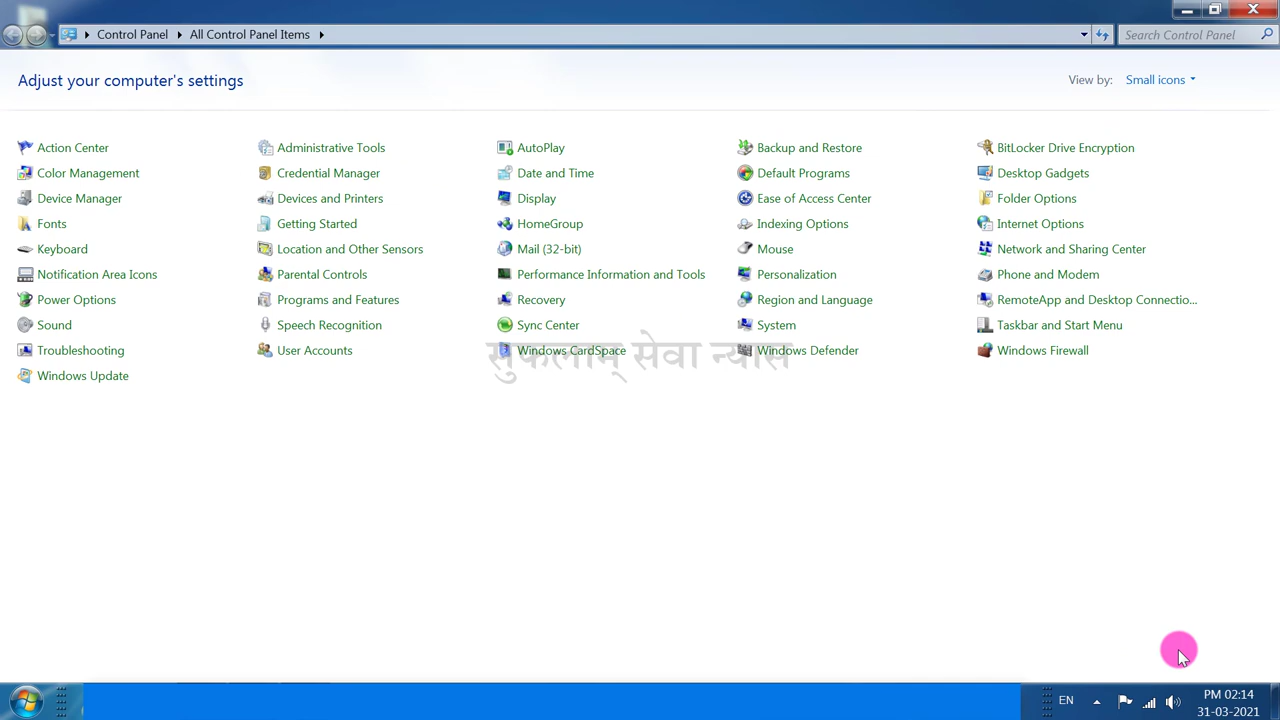 Control Panel
All Control Panel Items
Search Control Panel
Adjust your computer's settings
View by:
Small icons
Action Center
Administrative Tools
AutoPlay
Backup and Restore
BitLocker Drive Encryption
Color Management
Credential Manager
Date and Time
Default Programs
Desktop Gadgets
Device Manager
Devices and Printers
Display
Ease of Access Center
Folder Options
Fonts
Getting Started
HomeGroup
Indexing Options
Internet Options
Keyboard
Location and Other Sensors
Mail (32-bit)
Mouse
Network and Sharing Center
Notification Area Icons
Parental Controls
Performance Information and Tools
Personalization
Phone and Modem
Power Options
Programs and Features
Recovery
Region and Language
RemoteApp and Desktop Connectio...
Sound
Speech Recognition
Sync Center
System
Taskbar and Start Menu
Troubleshooting
User Accounts
Windows CardSpace
Windows Defender
Windows Firewall
सुफलाम् सेवा न्यास
Windows Update
EN
PM 02:14
31-03-2021